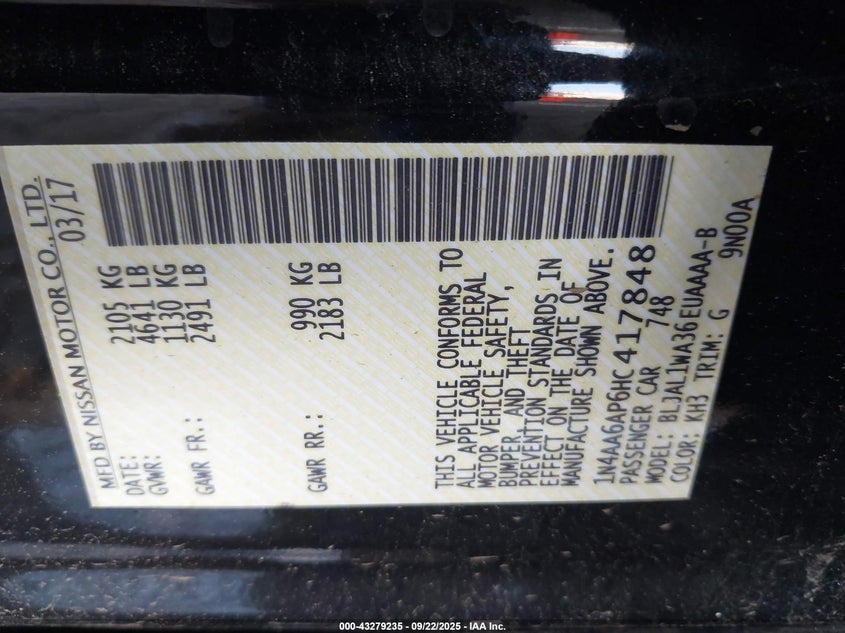 MFD BY NISSAN MOTOR CO., LTD.
DATE: 03/17
GVWR: 2105 KG
4641 LB
GAWR FR.: 1130 KG
2491 LB
GAWR RR.: 990 KG
2183 LB
THIS VEHICLE CONFORMS TO
ALL APPLICABLE FEDERAL
MOTOR VEHICLE SAFETY,
BUMPER, AND THEFT
PREVENTION STANDARDS IN
EFFECT ON THE DATE OF
MANUFACTURE SHOWN ABOVE.
1N4AA6AP6HC417848
PASSENGER CAR 748
MODEL: BL3AL1WA36EUAAAA-B
COLOR: KH3 TRIM: G 9N00A
000-43279235 - 09/22/2025 - IAA Inc.